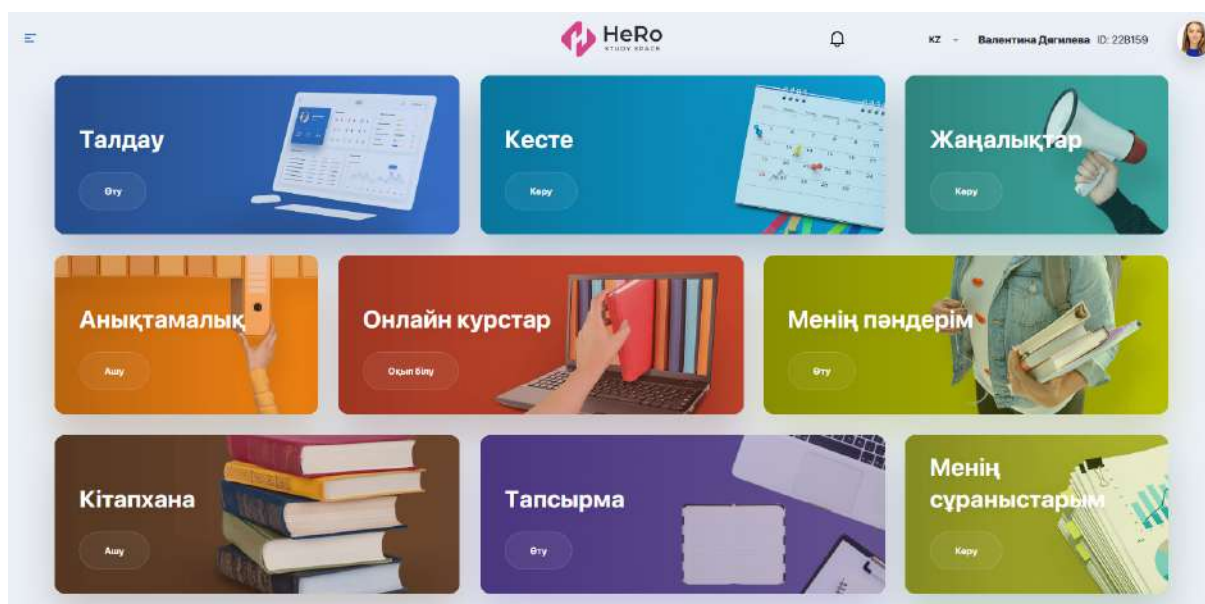 HeRo
STUDY SPACE
KZ
Валентина Дягилева ID: 22B159
Талдау
Өту
Кесте
Көру
Жаңалықтар
Көру
Анықтамалық
Ашу
Онлайн курстар
Оқып білу
Менің пәндерім
Өту
Кітапхана
Ашу
Тапсырма
Өту
Менің
сұраныстарым
Көру